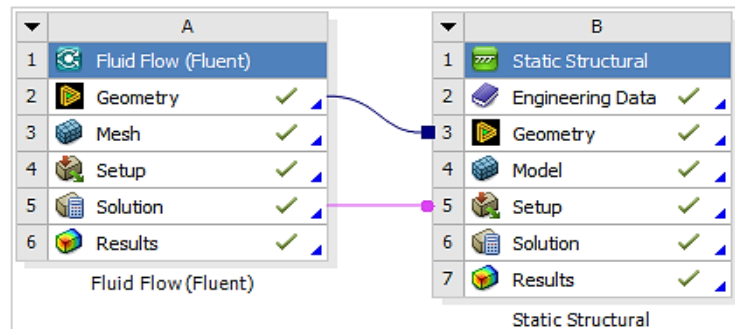 A
1 Fluid Flow (Fluent)
2 Geometry
3 Mesh
4 Setup
5 Solution
6 Results
Fluid Flow (Fluent)
B
1 Static Structural
2 Engineering Data
3 Geometry
4 Model
5 Setup
6 Solution
7 Results
Static Structural